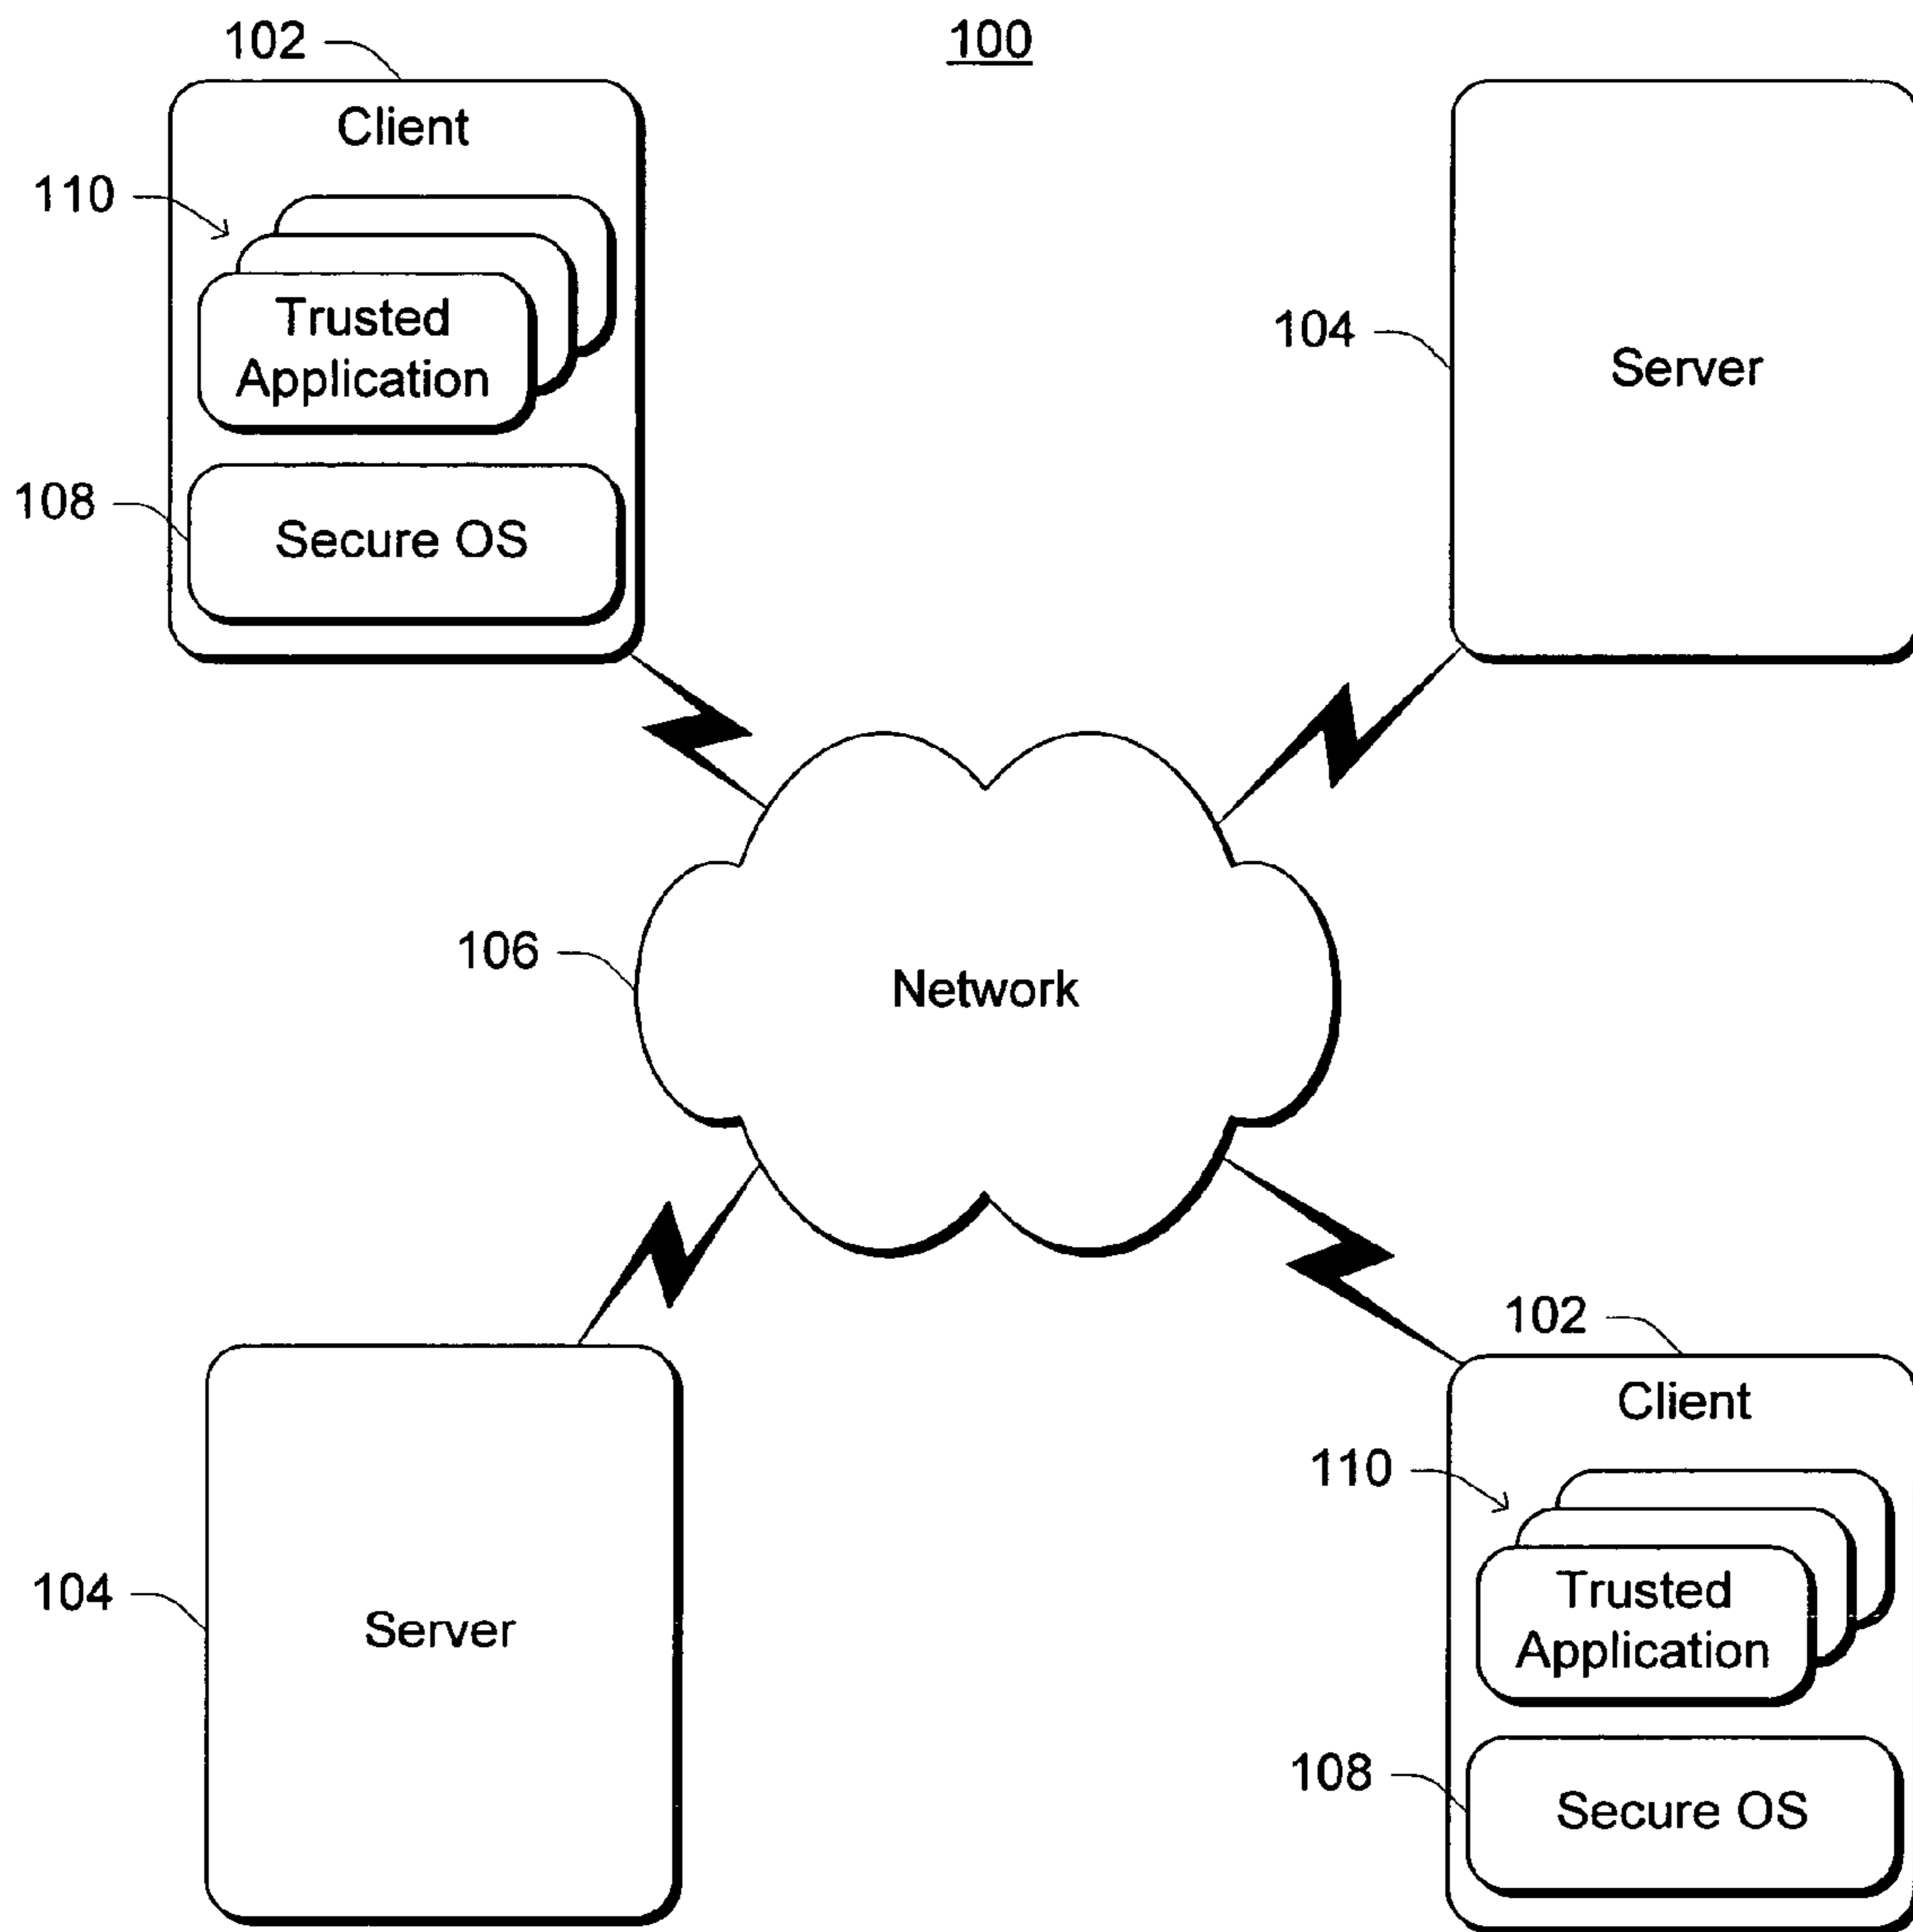 100
102
Client
110
Trusted
Application
108
Secure OS
104
Server
106
Network
104
Server
102
Client
110
Trusted
Application
108
Secure OS